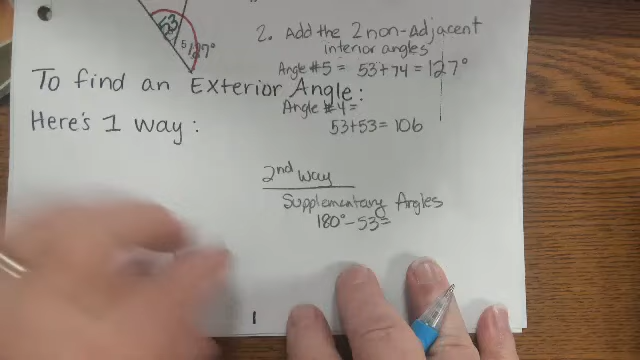 53
5 127°
2. Add the 2 non-Adjacent
interior angles
Angle #5 = 53+74 = 127°
To find an Exterior Angle:
Angle #4 =
Here's 1 way:
53+53= 106
2nd Way
Supplementary Angles
180°-53=